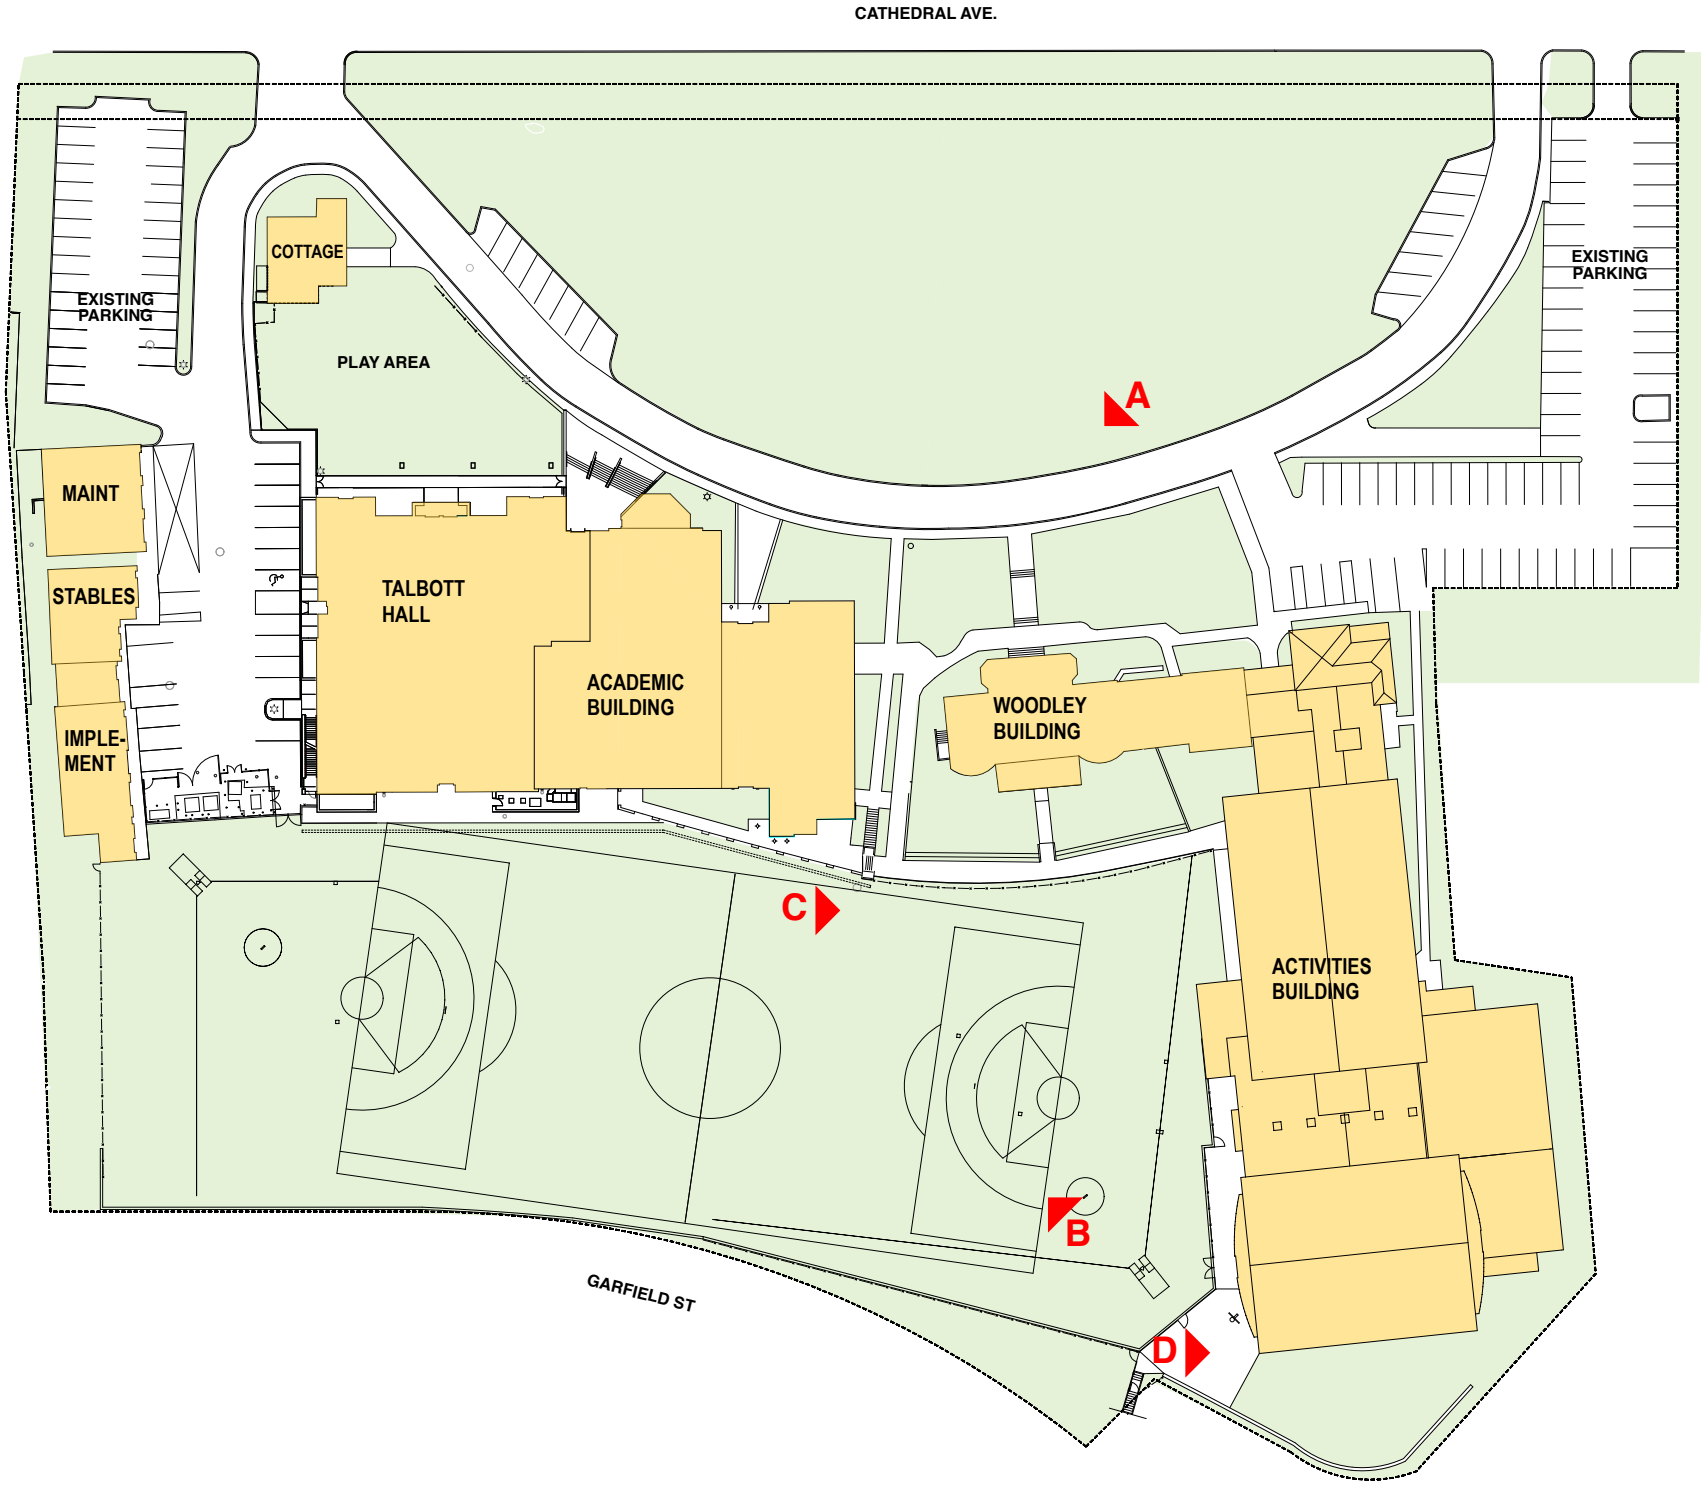 CATHEDRAL AVE.
COTTAGE
EXISTING
PARKING
EXISTING
PARKING
PLAY AREA
A
MAINT
TALBOTT
HALL
STABLES
ACADEMIC
BUILDING
WOODLEY
BUILDING
IMPLE-
MENT
C
ACTIVITIES
BUILDING
B
GARFIELD ST
D